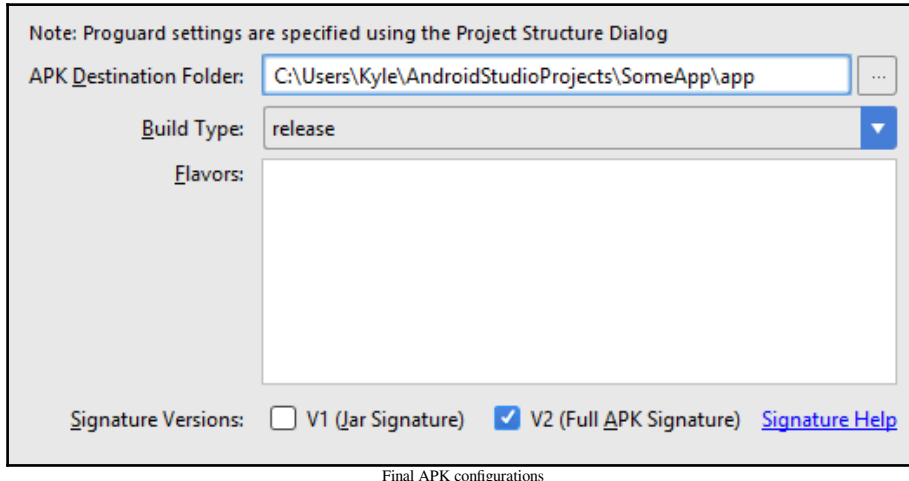 Note: Proguard settings are specified using the Project Structure Dialog
APK Destination Folder: C:\Users\Kyle\AndroidStudioProjects\SomeApp\app ...
Build Type: release
Flavors:
Signature Versions: V1 (Jar Signature) V2 (Full APK Signature) Signature Help
Final APK configurations